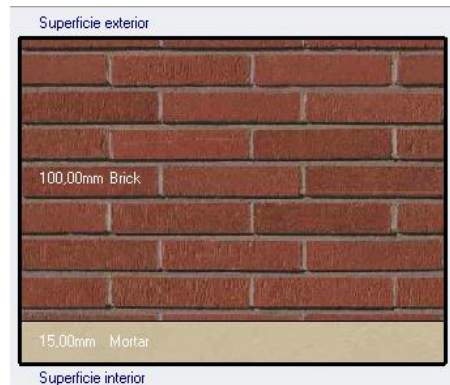 Superficie exterior
100,00mm Brick
15,00mm Mortar
Superficie interior